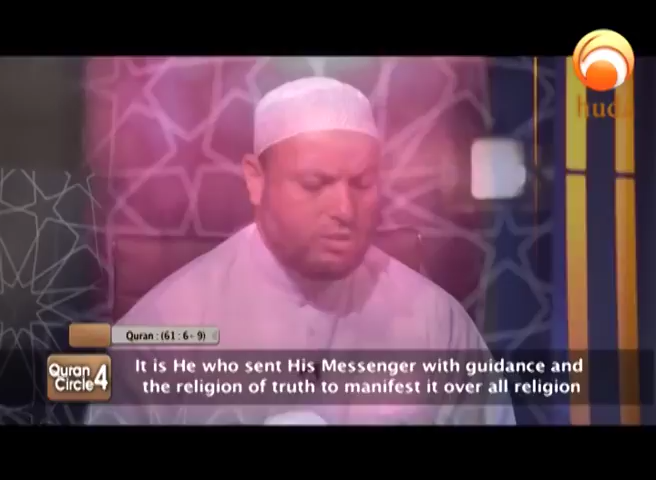 huda
Quran : (61 : 6 - 9)
Quran
Circle 4
It is He who sent His Messenger with guidance and
the religion of truth to manifest it over all religion